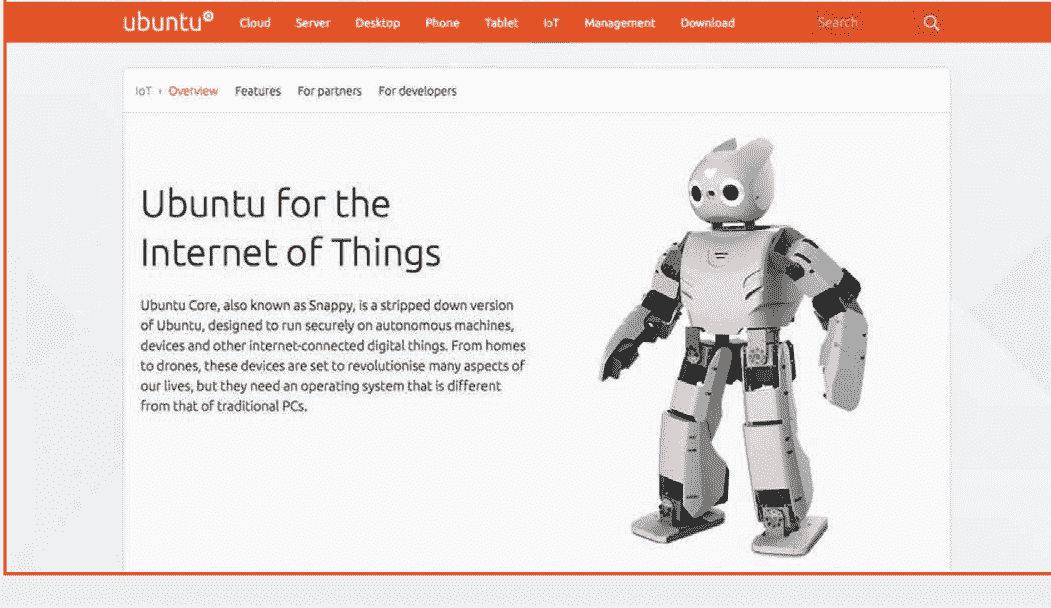 ubuntu® Cloud Server Desktop Phone Tablet IoT Management Download Search
IoT › Overview Features For partners For developers
Ubuntu for the
Internet of Things
Ubuntu Core, also known as Snappy, is a stripped down version
of Ubuntu, designed to run securely on autonomous machines,
devices and other internet-connected digital things. From homes
to drones, these devices are set to revolutionise many aspects of
our lives, but they need an operating system that is different
from that of traditional PCs.